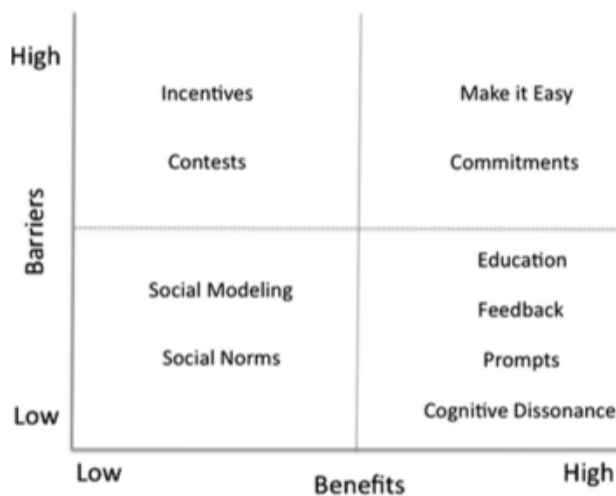 High
Incentives
Make it Easy
Contests
Commitments
Barriers
Education
Social Modeling
Feedback
Social Norms
Prompts
Cognitive Dissonance
Low
Low
Benefits
High